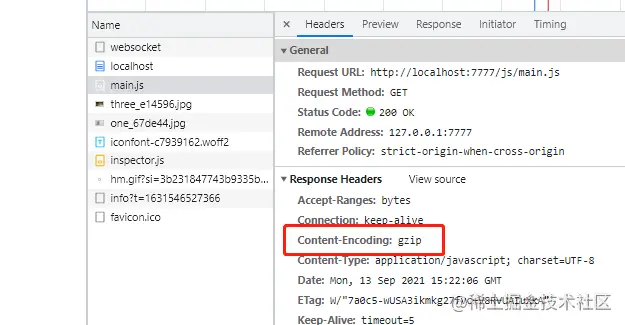 Headers Preview Response Initiator Timing
websocket
localhost
main.js
three_e14596.jpg
one_67de44.jpg
iconfont-c7939162.woff2
inspector.js
hm.gif?si=3b231847743b9335b...
info?t=1631546527366
favicon.ico
General
Request URL: http://localhost:7777/js/main.js
Request Method: GET
Status Code: 200 OK
Remote Address: 127.0.0.1:7777
Referrer Policy: strict-origin-when-cross-origin
Response Headers View source
Accept-Ranges: bytes
Connection: keep-alive
Content-Encoding: gzip
Content-Type: application/javascript; charset=UTF-8
Date: Mon, 13 Sep 2021 15:22:06 GMT
ETag:
Keep-Alive: timeout=5
@稀土掘金技术社区